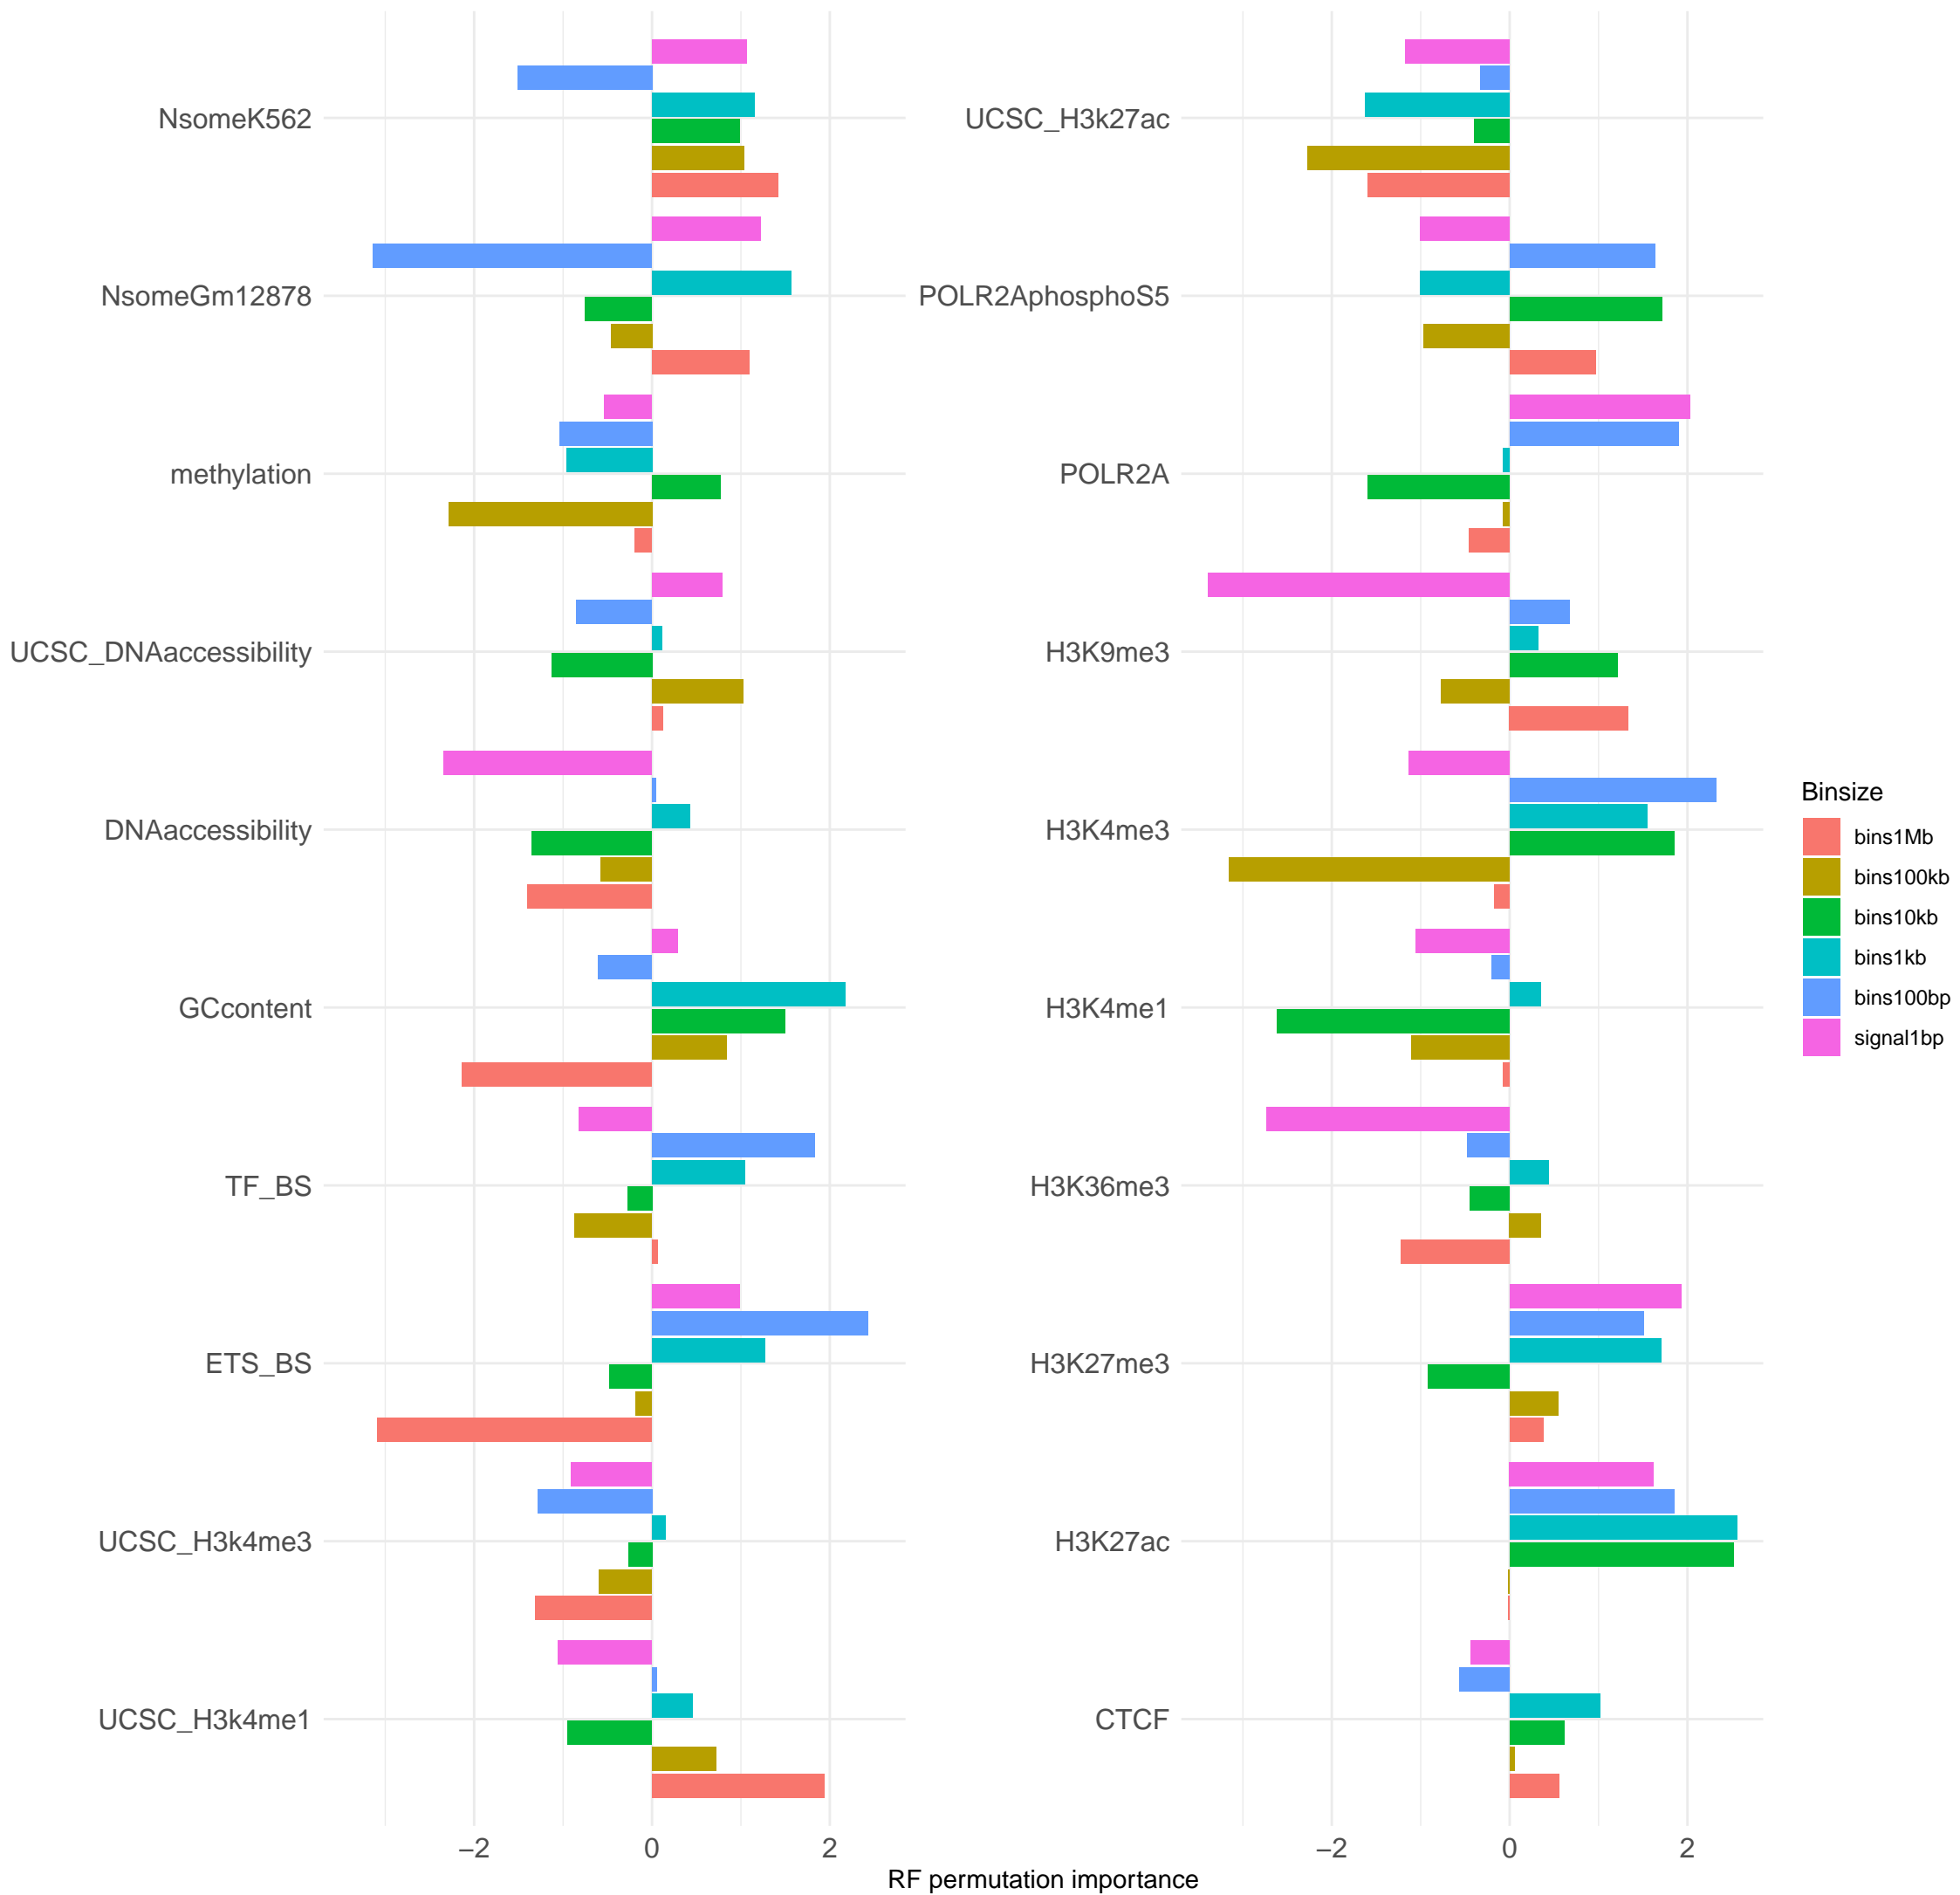 NsomeK562
NsomeGm12878
methylation
UCSC_DNAaccessibility
DNAaccessibility
GCcontent
TF_BS
ETS_BS
UCSC_H3k4me3
UCSC_H3k4me1
−2 0 2
UCSC_H3k27ac
POLR2AphosphoS5
POLR2A
H3K9me3
H3K4me3
H3K4me1
H3K36me3
H3K27me3
H3K27ac
CTCF
−2 0 2
RF permutation importance
Binsize
bins1Mb
bins100kb
bins10kb
bins1kb
bins100bp
signal1bp